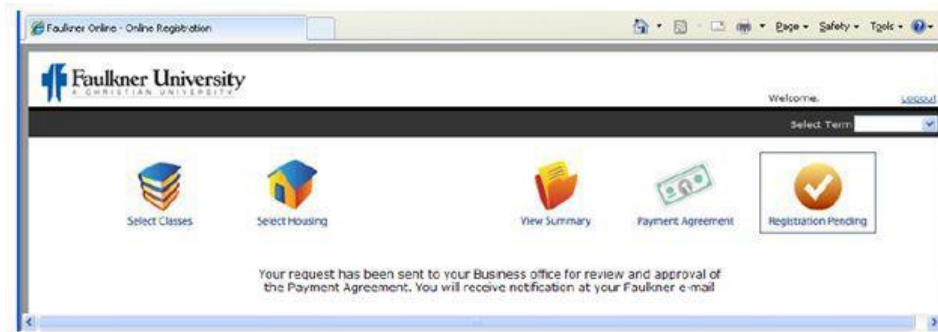 Faulkner Online - Online Registration
Page Safety Tools
Faulkner University
A CHRISTIAN UNIVERSITY
Welcome. Logout
Select Term
Select Classes Select Housing View Summary Payment Agreement Registration Pending
Your request has been sent to your Business office for review and approval of
the Payment Agreement. You will receive notification at your Faulkner e-mail